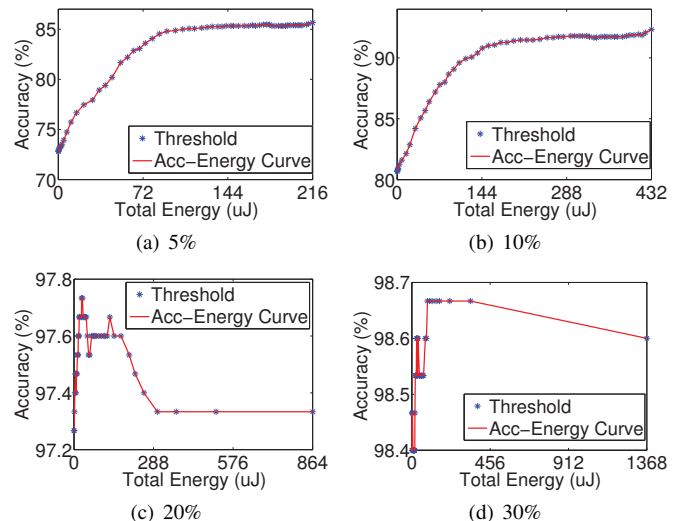 85
80
75
70
0
72
144
216
Accuracy (%)
Total Energy (uJ)
Threshold
Acc-Energy Curve
(a) 5%
90
85
80
0
144
288
432
Accuracy (%)
Total Energy (uJ)
Threshold
Acc-Energy Curve
(b) 10%
97.8
97.6
97.4
97.2
0
288
576
864
Accuracy (%)
Total Energy (uJ)
Threshold
Acc-Energy Curve
(c) 20%
98.7
98.6
98.5
98.4
0
456
912
1368
Accuracy (%)
Total Energy (uJ)
Threshold
Acc-Energy Curve
(d) 30%